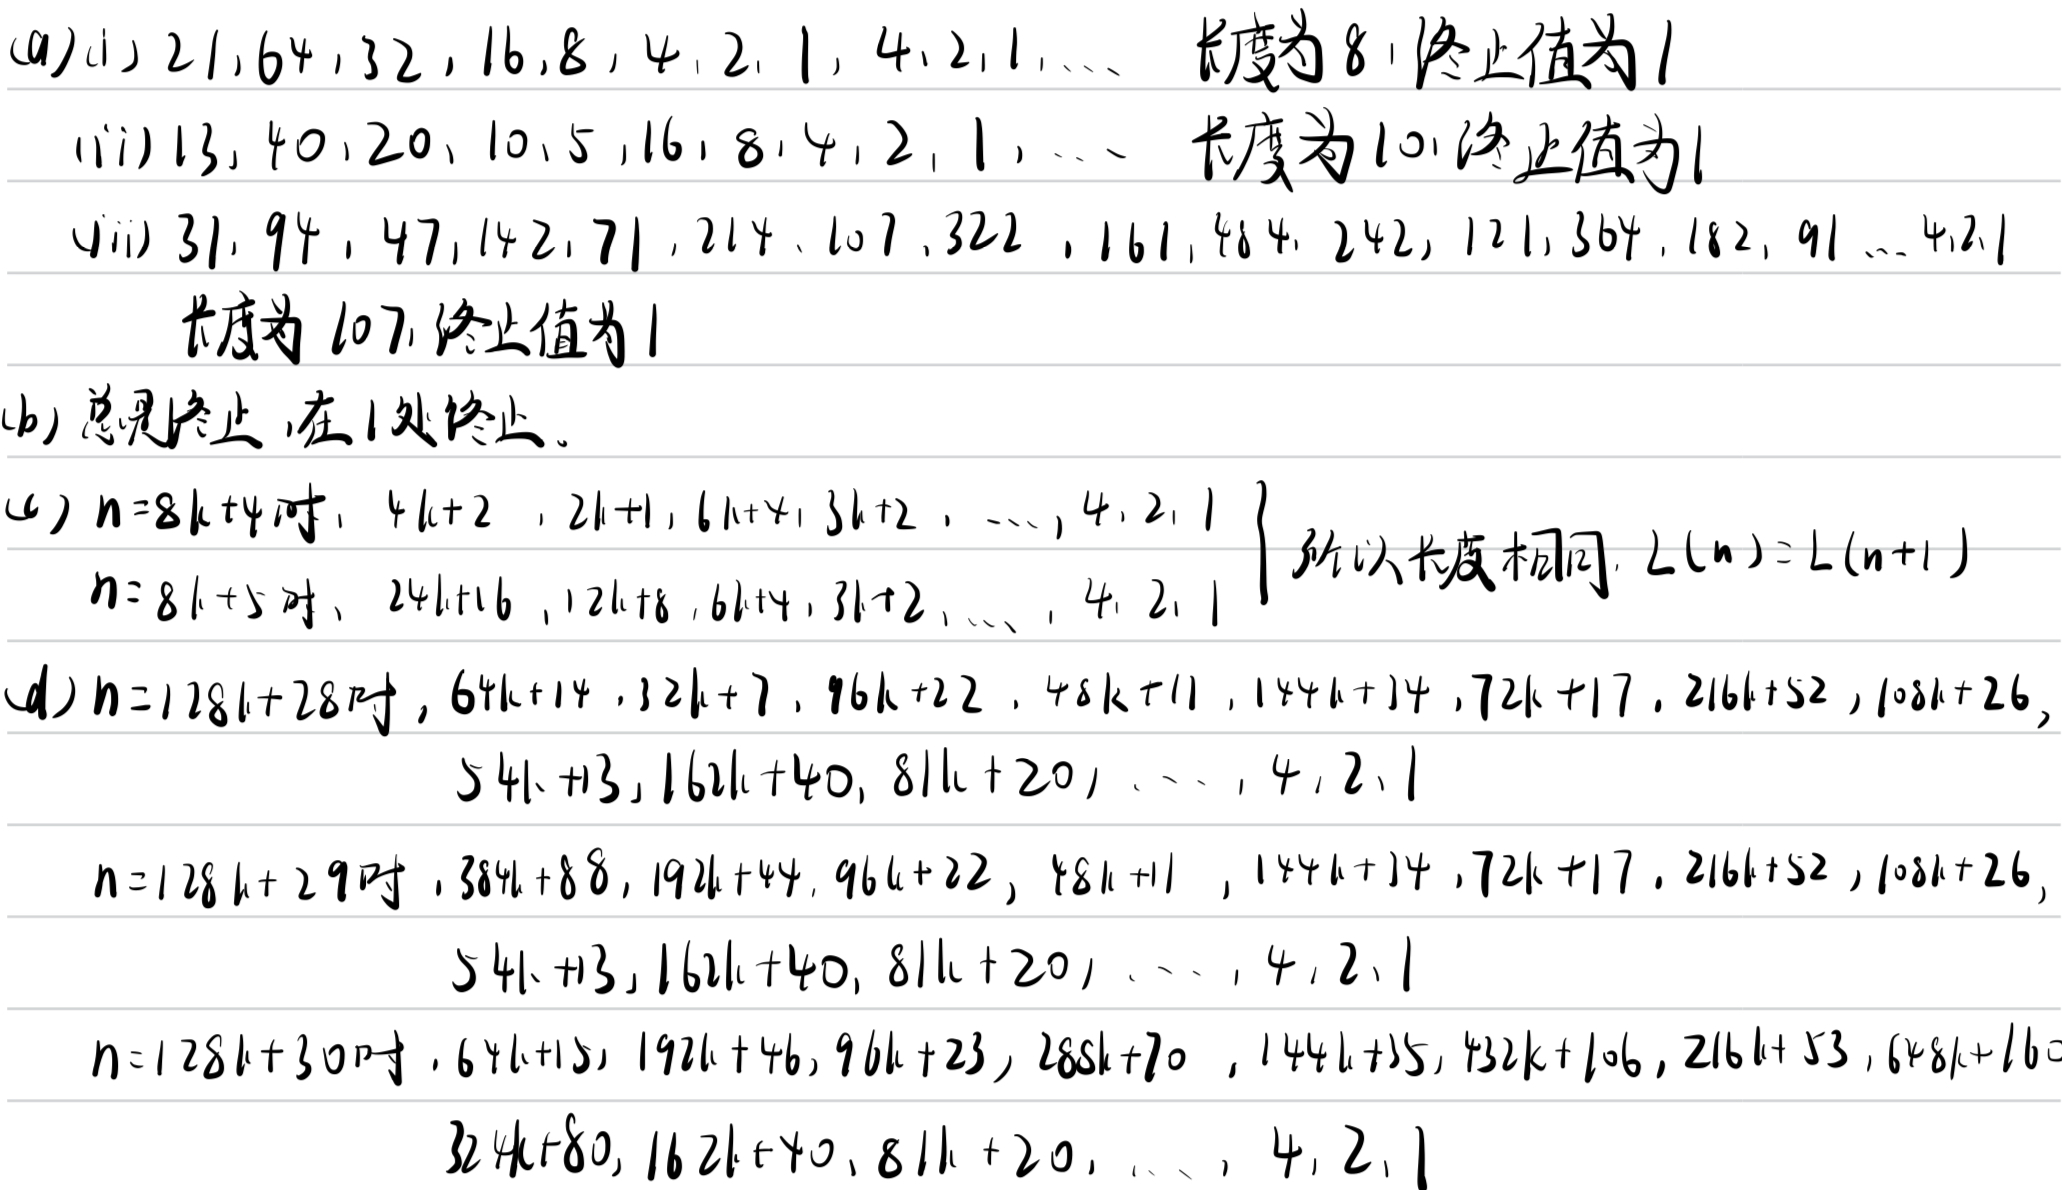 (a)(i) 21,64,32,16,8,4,2,1,4,2,1,... 长度为8,终止值为1
(ii) 13,40,20,10,5,16,8,4,2,1,... 长度为10,终止值为1
(iii) 31,94,47,142,71,214,107,322,161,484,242,121,364,182,91...4,2,1
长度为107,终止值为1
(b) 总是终止,在1处终止。
(c) n=8k+4时, 4k+2, 2k+1, 6k+4, 3k+2, ..., 4,2,1
n=8k+5时、 24k+16, 12k+8, 6k+4, 3k+2, ..., 4,2,1 } 所以长度相同, L(n)=L(n+1)
(d) n=128k+28时, 64k+14, 32k+7, 96k+22, 48k+11, 144k+34, 72k+17, 216k+52, 108k+26,
54k+13, 162k+40, 81k+20, ..., 4,2,1
n=128k+29时, 384k+88, 192k+44, 96k+22, 48k+11, 144k+34, 72k+17, 216k+52, 108k+26,
54k+13, 162k+40, 81k+20, ..., 4,2,1
n=128k+30时, 64k+15, 192k+46, 96k+23, 288k+70, 144k+35, 432k+106, 216k+53, 648k+160
324k+80, 162k+40, 81k+20, ..., 4,2,1